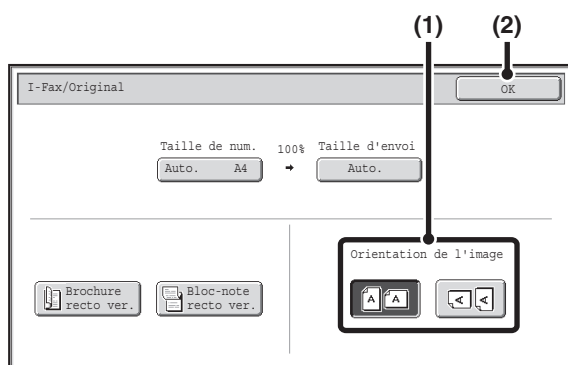 (1) (2)
I-Fax/Original OK
Taille de num. 100% Taille d'envoi
Auto. A4 Auto.
Orientation de l'image
Brochure
recto ver.
Bloc-note
recto ver.
A A A A